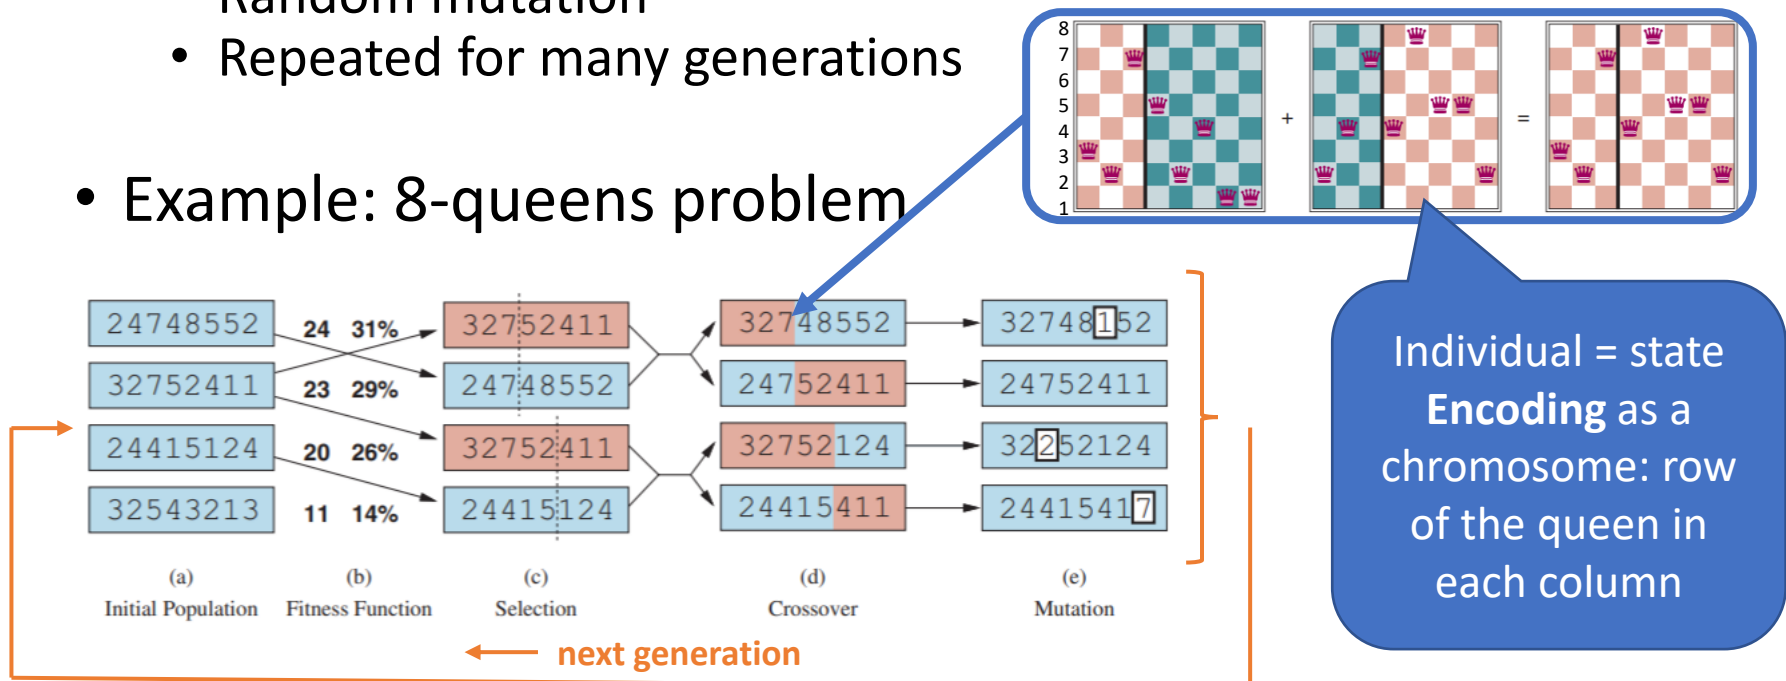 Random mutation
• Repeated for many generations
• Example: 8-queens problem
8
7
6
5
4
3
2
1
+
=
24748552
32752411
24415124
32543213
24 31%
23 29%
20 26%
11 14%
32752411
24748552
32752411
24415124
32748552
24752411
32752124
24415411
32748152
24752411
32252124
24415417
(a)
Initial Population
(b)
Fitness Function
(c)
Selection
(d)
Crossover
(e)
Mutation
next generation
Individual = state
Encoding as a
chromosome: row
of the queen in
each column